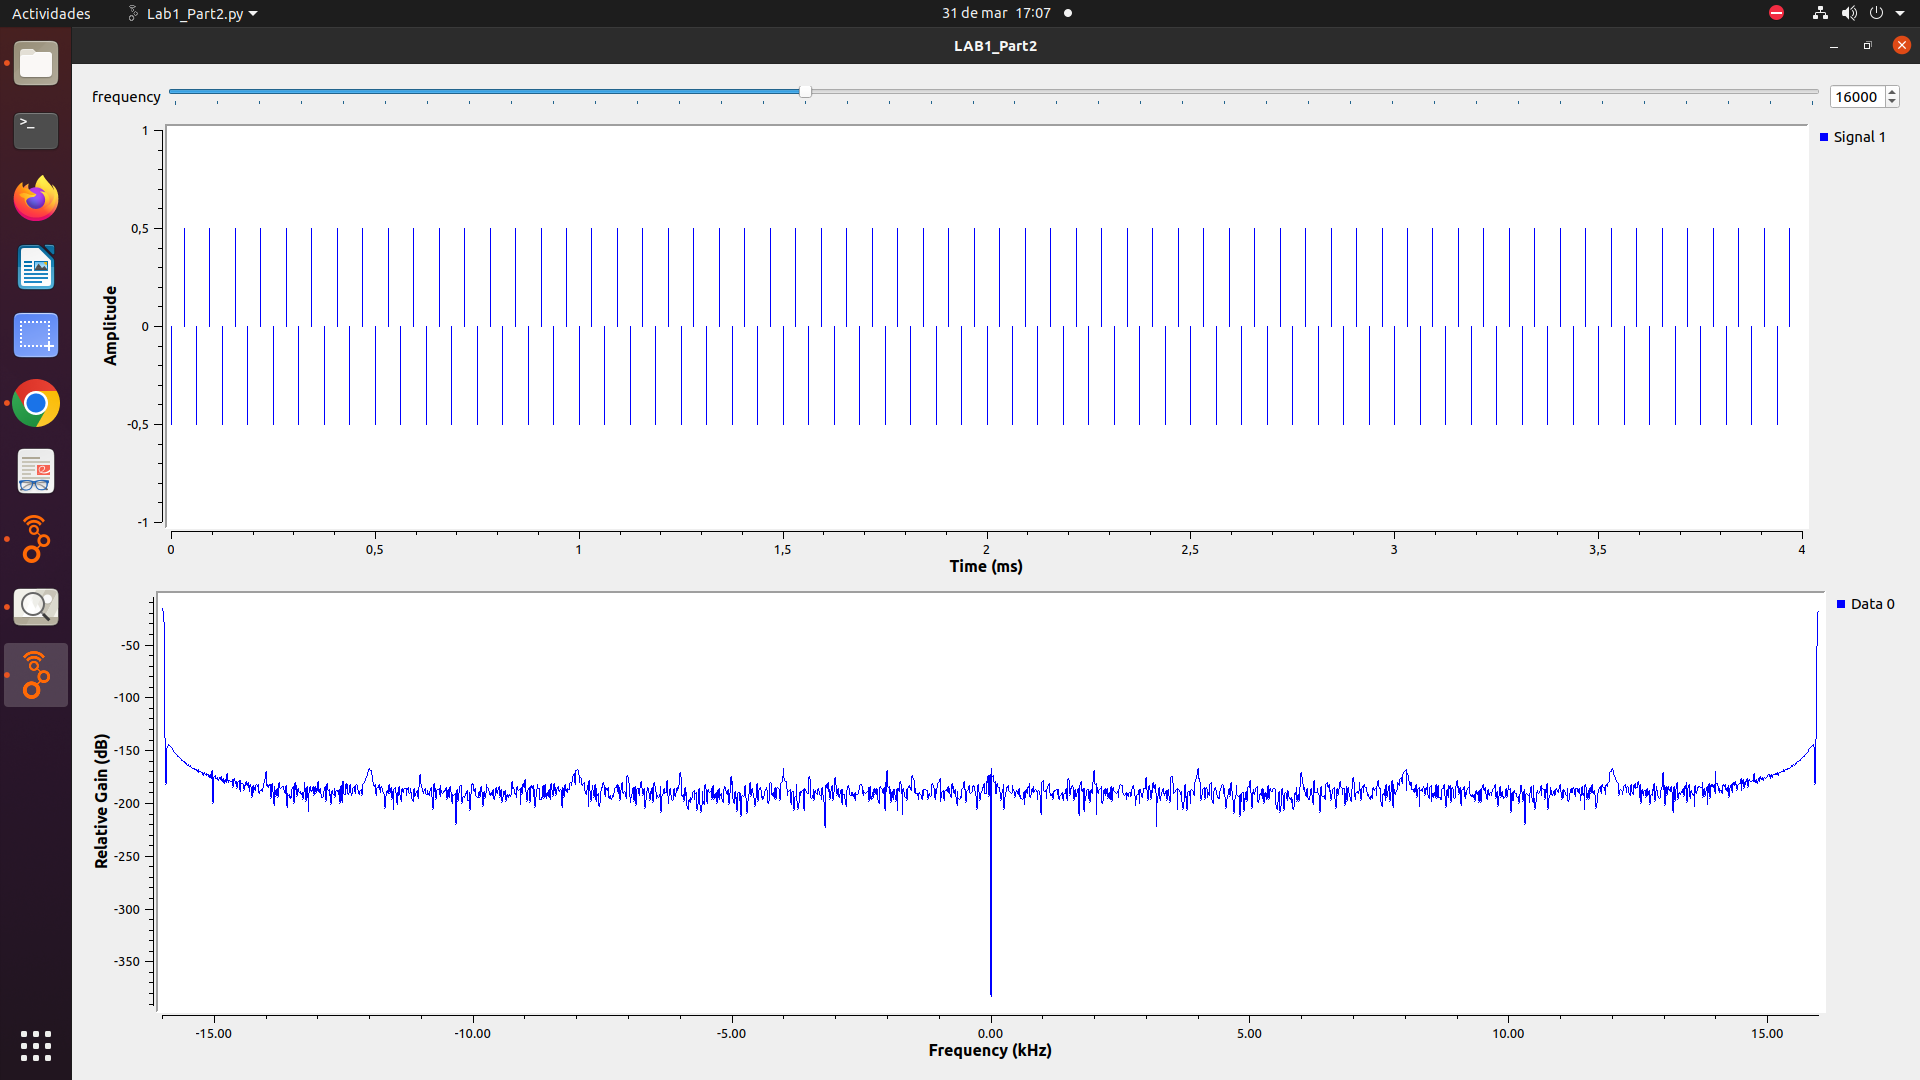 Actividades Lab1_Part2.py 31 de mar 17:07
LAB1_Part2
frequency 16000
Signal 1
1
0,5
0
-0,5
-1
Amplitude
0 0,5 1 1,5 2 2,5 3 3,5 4
Time (ms)
Data 0
-50
-100
-150
-200
-250
-300
-350
Relative Gain (dB)
-15.00 -10.00 -5.00 0.00 5.00 10.00 15.00
Frequency (kHz)